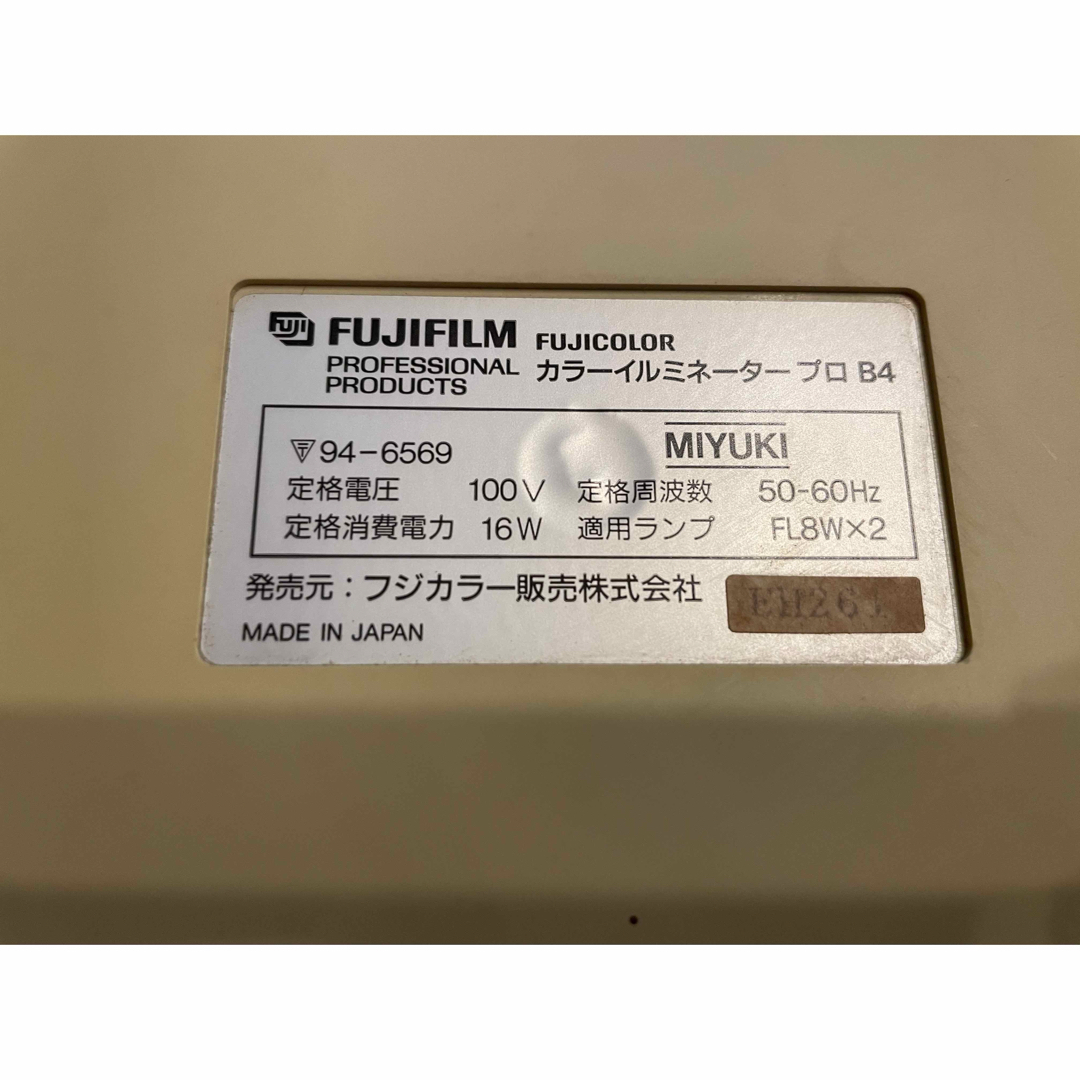 FUJI FUJIFILM FUJICOLOR
PROFESSIONAL PRODUCTS カラーイルミネータープロ B4
94-6569 MIYUKI
定格電圧 100V 定格周波数 50-60Hz
定格消費電力 16W 適用ランプ FL8W×2
発売元：フジカラー販売株式会社
MADE IN JAPAN